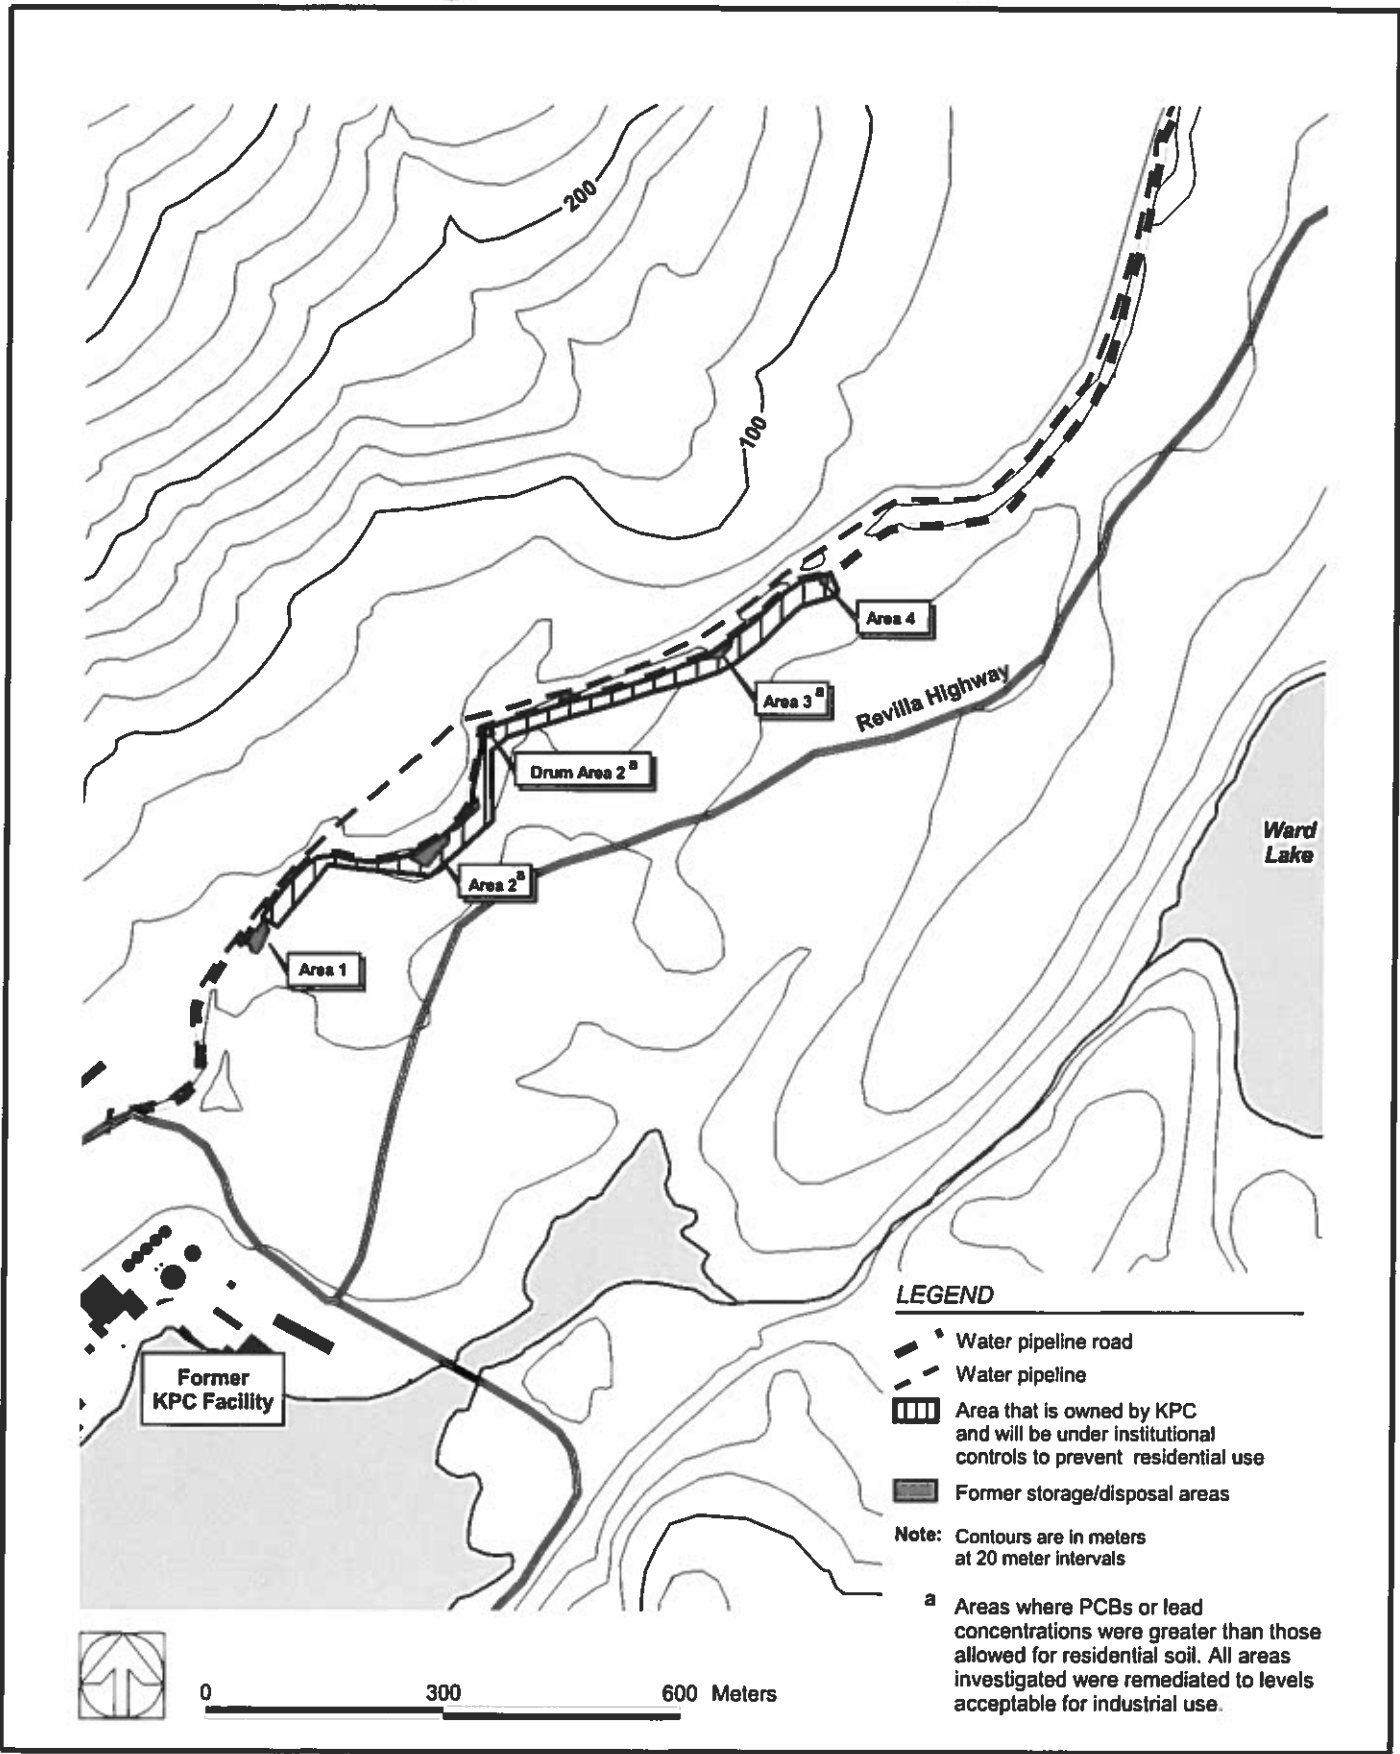 200
100
Area 4
Area 3 a
Revilla Highway
Drum Area 2 a
Ward
Lake
Area 2 a
Area 1
LEGEND
Water pipeline road
Water pipeline
Former
KPC Facility
Area that is owned by KPC
and will be under institutional
controls to prevent residential use
Former storage/disposal areas
Note: Contours are in meters
at 20 meter intervals
a Areas where PCBs or lead
concentrations were greater than those
allowed for residential soil. All areas
investigated were remediated to levels
acceptable for industrial use.
0 300 600 Meters